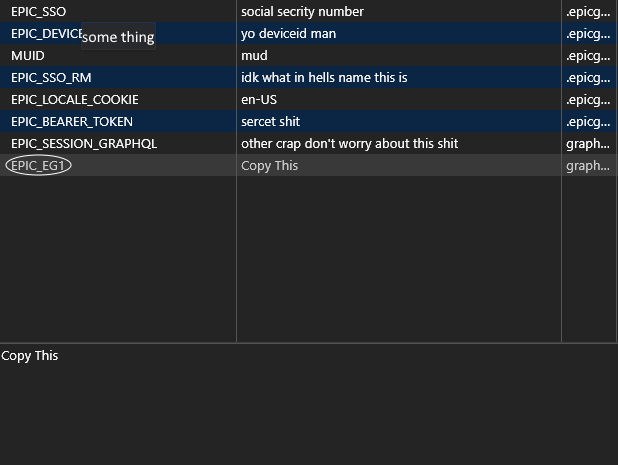 EPIC_SSO social secrity number .epicg...
EPIC_DEVICE some thing yo deviceid man .epicg...
MUID mud .epicg...
EPIC_SSO_RM idk what in hells name this is .epicg...
EPIC_LOCALE_COOKIE en-US .epicg...
EPIC_BEARER_TOKEN sercet shit .epicg...
EPIC_SESSION_GRAPHQL other crap don't worry about this shit graph...
EPIC_EG1 Copy This graph...
Copy This